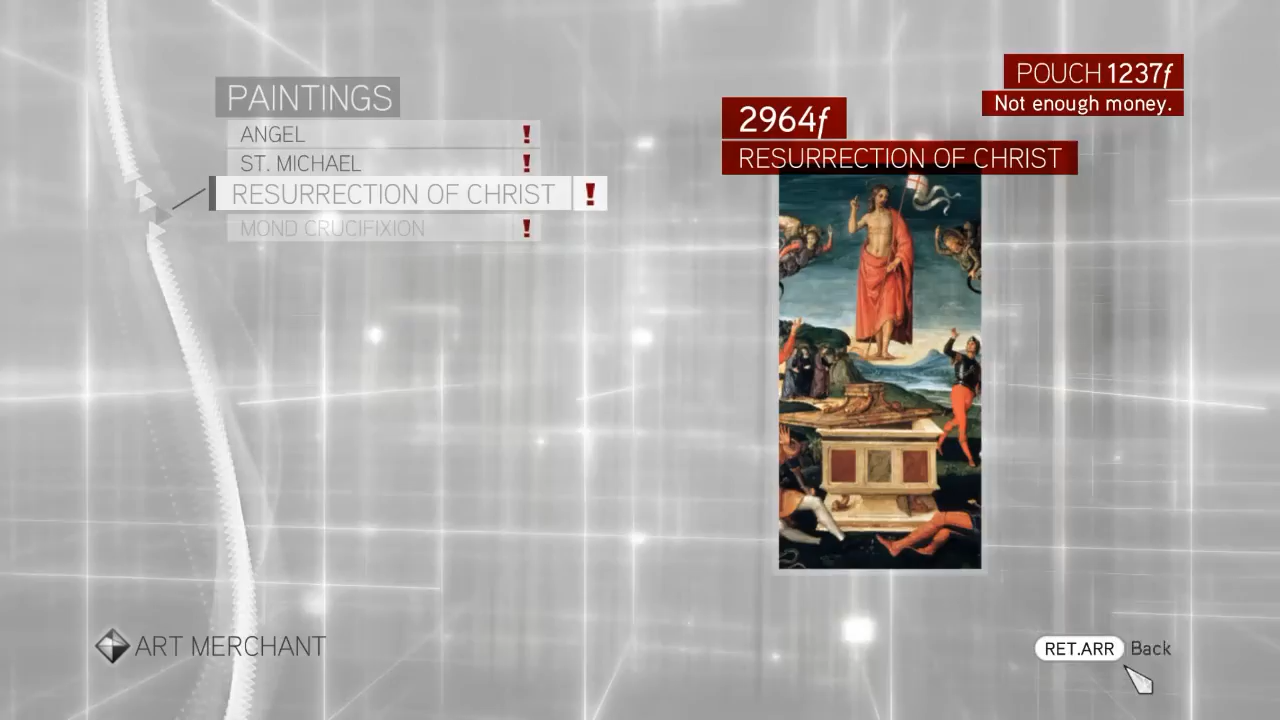 POUCH 1237f
Not enough money.
PAINTINGS
ANGEL !
ST. MICHAEL !
RESURRECTION OF CHRIST !
MOND CRUCIFIXION !
2964f
RESURRECTION OF CHRIST
ART MERCHANT
RET.ARR Back